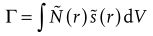 Γ = ∫ Ñ(r) s̃(r) dV